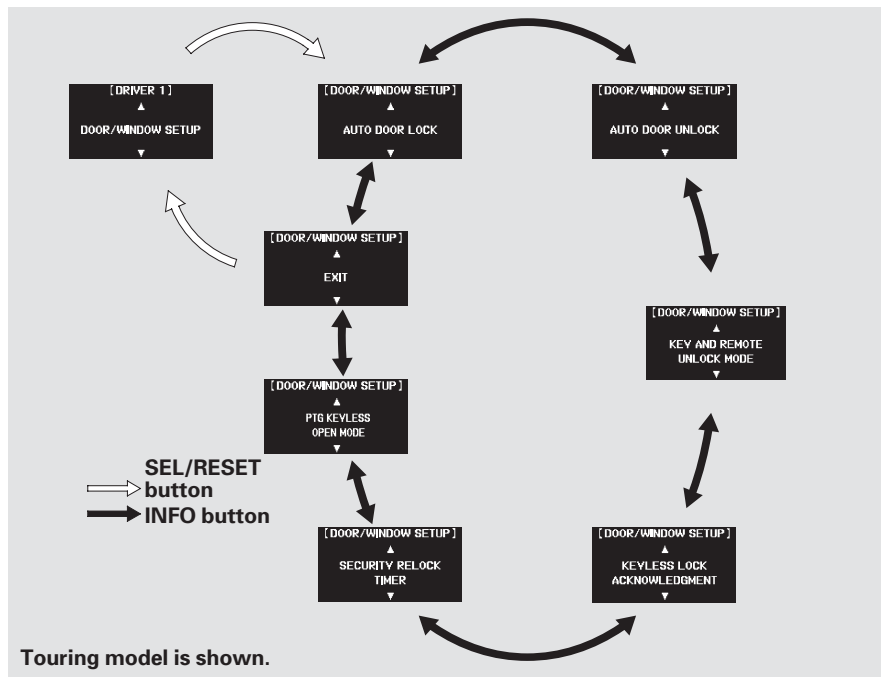 [DRIVER 1]
▲
DOOR/WINDOW SETUP
▼
[DOOR/WINDOW SETUP]
▲
AUTO DOOR LOCK
▼
[DOOR/WINDOW SETUP]
▲
AUTO DOOR UNLOCK
▼
[DOOR/WINDOW SETUP]
▲
EXIT
▼
[DOOR/WINDOW SETUP]
▲
KEY AND REMOTE
UNLOCK MODE
▼
[DOOR/WINDOW SETUP]
▲
PTG KEYLESS
OPEN MODE
▼
SEL/RESET
button
INFO button
[DOOR/WINDOW SETUP]
▲
SECURITY RELOCK
TIMER
▼
[DOOR/WINDOW SETUP]
▲
KEYLESS LOCK
ACKNOWLEDGMENT
▼
Touring model is shown.